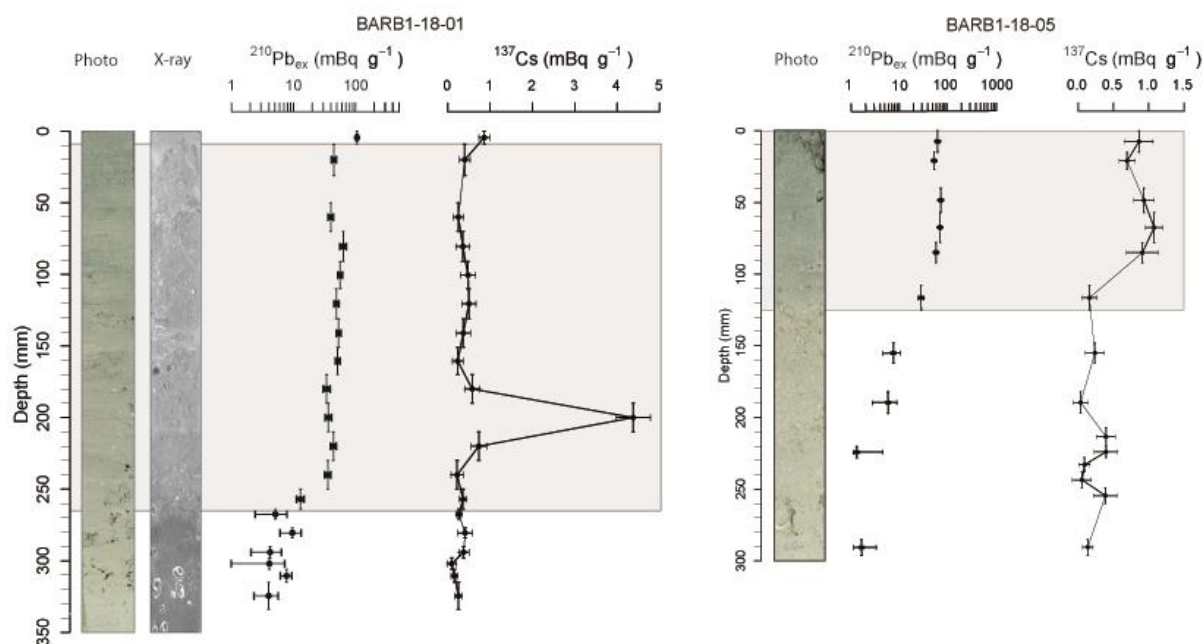 BARB1-18-01
Photo X-ray ²¹⁰Pbₑₓ (mBq g⁻¹) ¹³⁷Cs (mBq g⁻¹)
1 10 100 0 1 2 3 4 5
Depth (mm)
0
50
100
150
200
250
300
350
BARB1-18-05
Photo ²¹⁰Pbₑₓ (mBq g⁻¹) ¹³⁷Cs (mBq g⁻¹)
1 10 100 1000 0.0 0.5 1.0 1.5
Depth (mm)
0
50
100
150
200
250
300